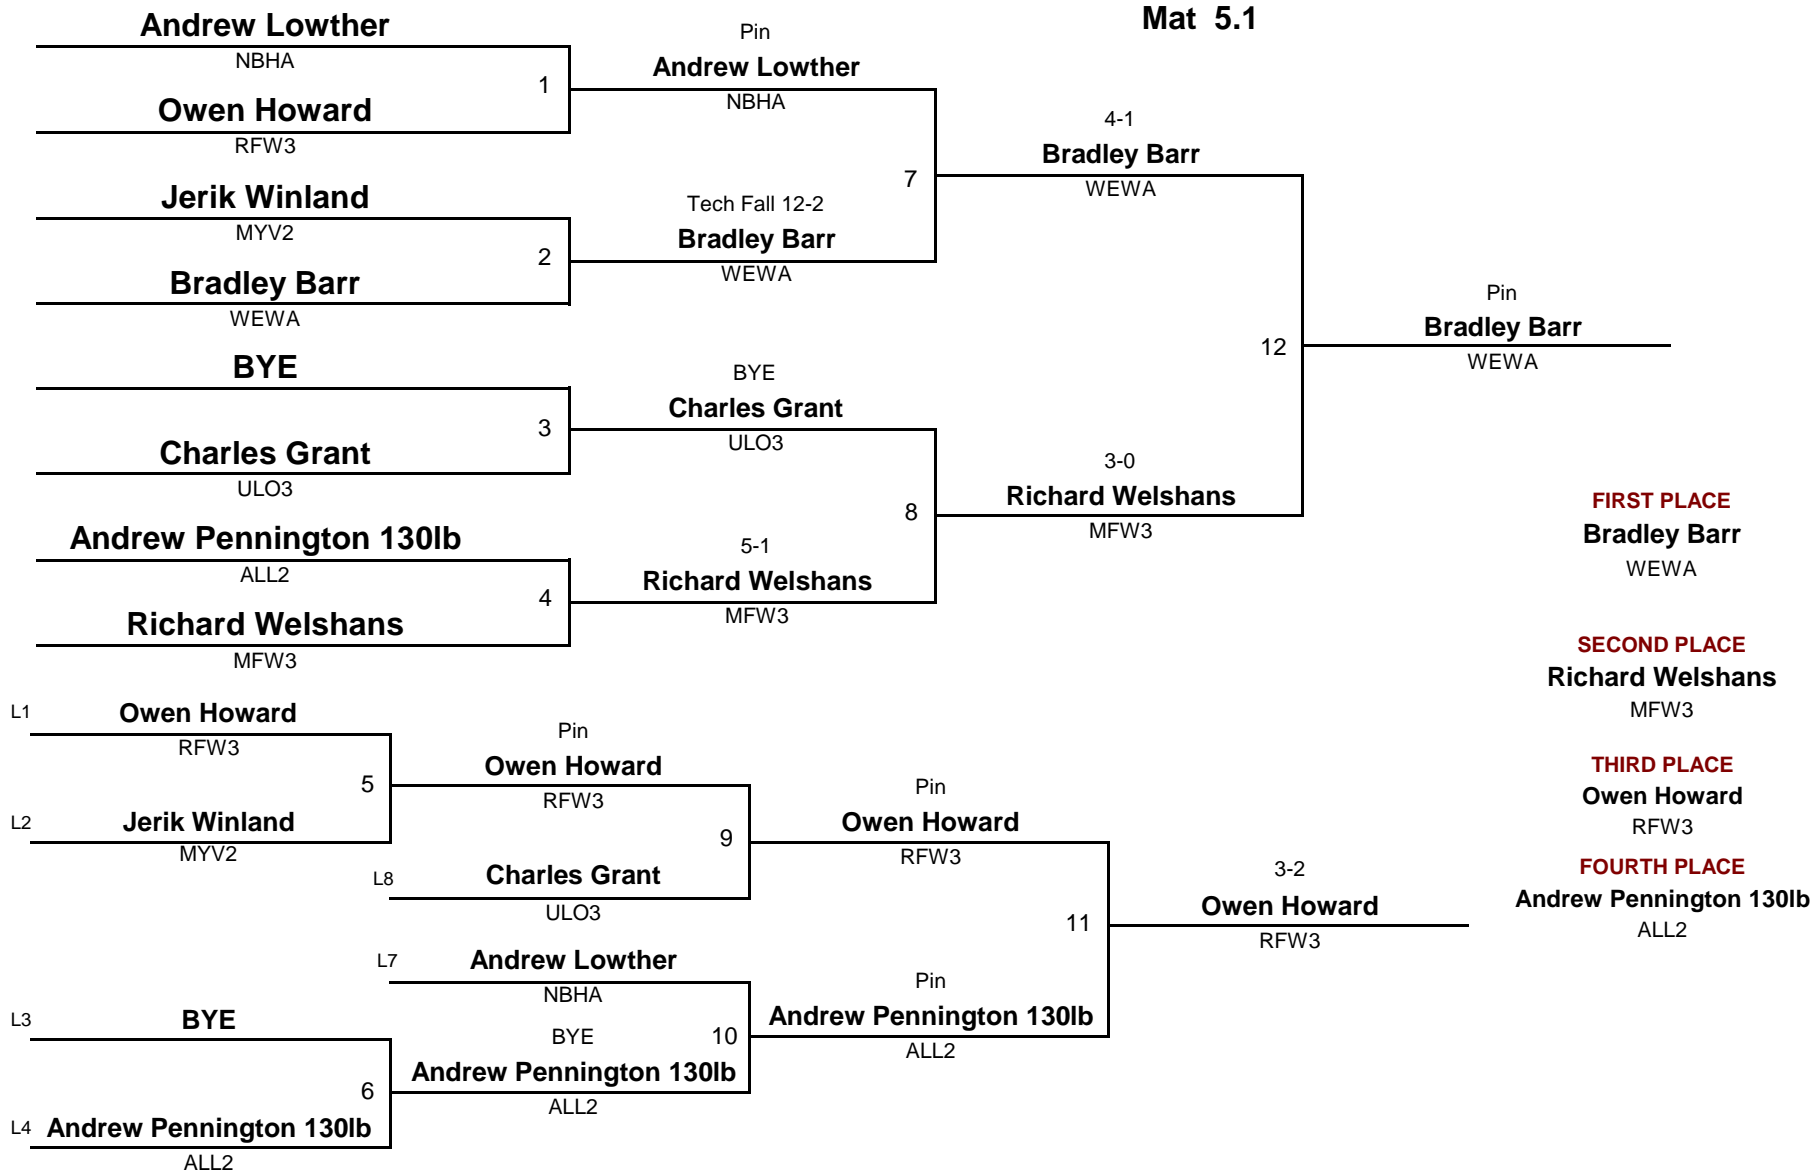 Mat 5.1
Andrew Lowther
NBHA
1
Owen Howard
RFW3
Jerik Winland
MYV2
2
Bradley Barr
WEWA
BYE
3
Charles Grant
ULO3
Andrew Pennington 130lb
ALL2
4
Richard Welshans
MFW3
Pin
Andrew Lowther
NBHA
7
Tech Fall 12-2
Bradley Barr
WEWA
BYE
Charles Grant
ULO3
8
5-1
Richard Welshans
MFW3
4-1
Bradley Barr
WEWA
12
3-0
Richard Welshans
MFW3
Pin
Bradley Barr
WEWA
FIRST PLACE
Bradley Barr
WEWA
SECOND PLACE
Richard Welshans
MFW3
THIRD PLACE
Owen Howard
RFW3
FOURTH PLACE
Andrew Pennington 130lb
ALL2
L1 Owen Howard
RFW3
5
L2 Jerik Winland
MYV2
Pin
Owen Howard
RFW3
9
L8 Charles Grant
ULO3
L7 Andrew Lowther
NBHA
10
L3 BYE
6
L4 Andrew Pennington 130lb
ALL2
BYE
Andrew Pennington 130lb
ALL2
Pin
Owen Howard
RFW3
11
Pin
Andrew Pennington 130lb
ALL2
3-2
Owen Howard
RFW3